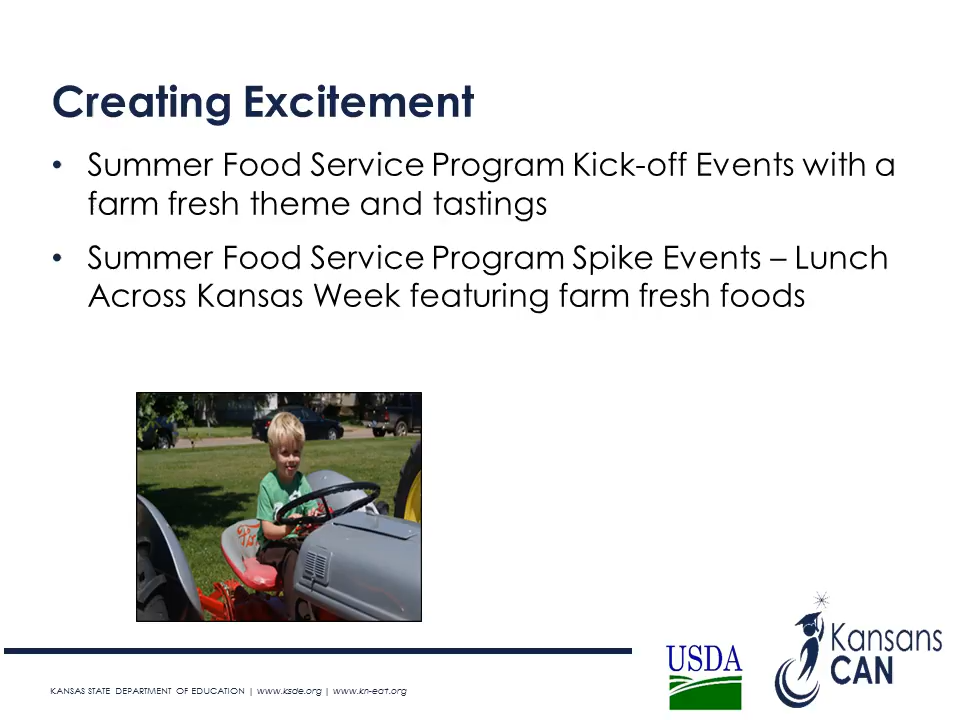 Creating Excitement
• Summer Food Service Program Kick-off Events with a
farm fresh theme and tastings
• Summer Food Service Program Spike Events – Lunch
Across Kansas Week featuring farm fresh foods
USDA
Kansans
CAN
KANSAS STATE DEPARTMENT OF EDUCATION | www.ksde.org | www.kn-eat.org